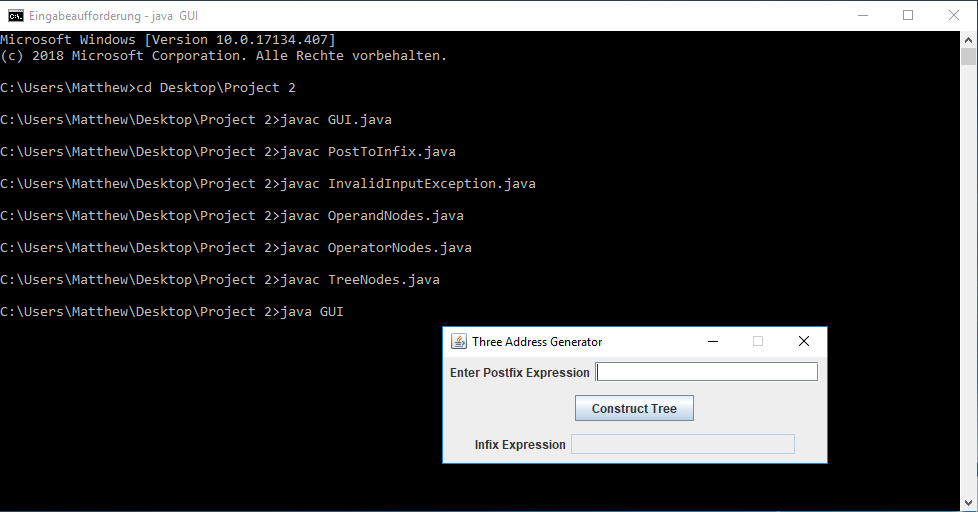 Eingabeaufforderung - java  GUI
Microsoft Windows [Version 10.0.17134.407]
(c) 2018 Microsoft Corporation. Alle Rechte vorbehalten.
C:\Users\Matthew>cd Desktop\Project 2
C:\Users\Matthew\Desktop\Project 2>javac GUI.java
C:\Users\Matthew\Desktop\Project 2>javac PostToInfix.java
C:\Users\Matthew\Desktop\Project 2>javac InvalidInputException.java
C:\Users\Matthew\Desktop\Project 2>javac OperandNodes.java
C:\Users\Matthew\Desktop\Project 2>javac OperatorNodes.java
C:\Users\Matthew\Desktop\Project 2>javac TreeNodes.java
C:\Users\Matthew\Desktop\Project 2>java GUI
Three Address Generator
Enter Postfix Expression
Construct Tree
Infix Expression